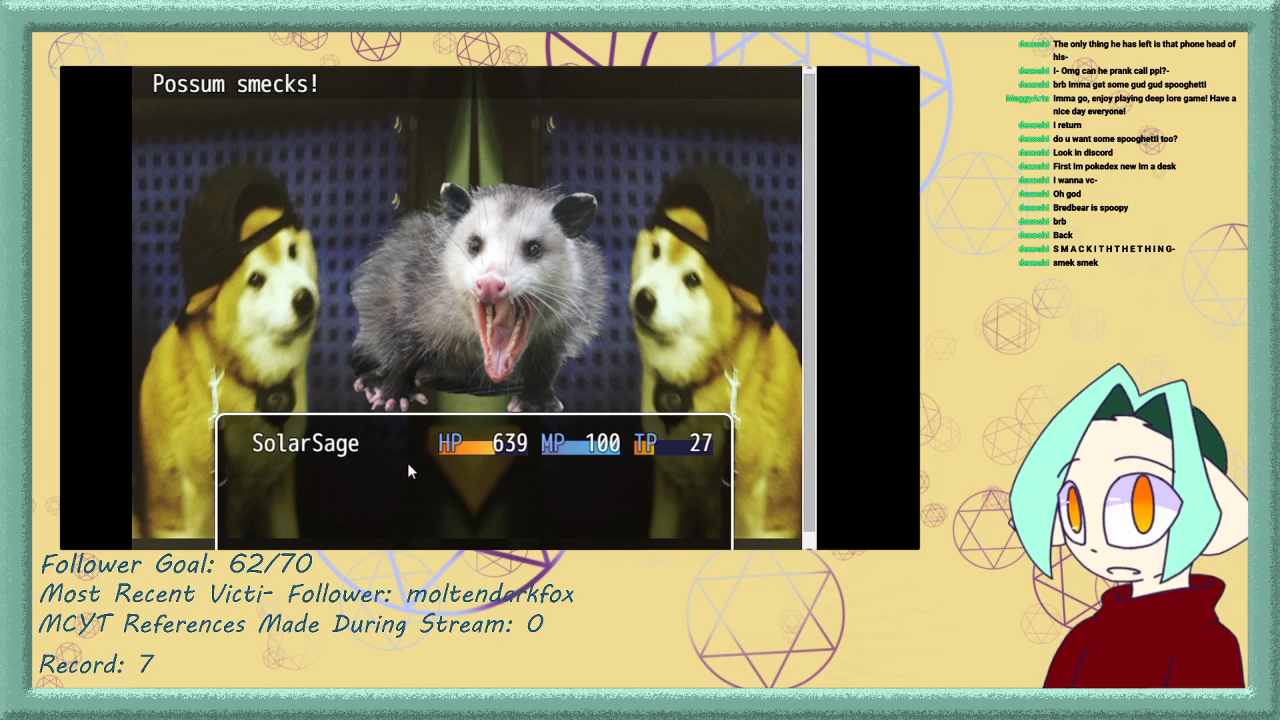 Possum smecks!
SolarSage HP 639 MP 100 TP 27
Follower Goal: 62/70
Most Recent Victi- Follower: moltendarkfox
MCYT References Made During Stream: 0
Record: 7
The only thing he has left is that phone head of
his-
I- Omg can he prank call ppl?-
brb Imma get some gud gud spooghetti
MoggyArts Imma go, enjoy playing deep lore game! Have a
nice day everyone!
I return
do u want some spooghetti too?
Look in discord
First Im pokedex new Im a desk
I wanna vc-
Oh god
Bredbear is spoopy
brb
Back
S M A C K I T H T H E T H I N G-
smek smek